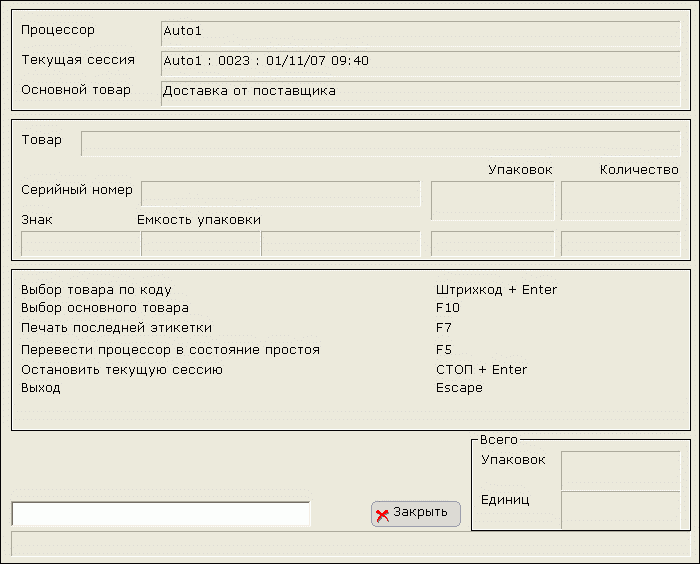 Процессор Auto1
Текущая сессия Auto1 : 0023 : 01/11/07 09:40
Основной товар Доставка от поставщика
Товар
Упаковок Количество
Серийный номер
Знак Емкость упаковки
Выбор товара по коду Штрихкод + Enter
Выбор основного товара F10
Печать последней этикетки F7
Перевести процессор в состояние простоя F5
Остановить текущую сессию СТОП + Enter
Выход Escape
Всего
Упаковок
Единиц
Закрыть